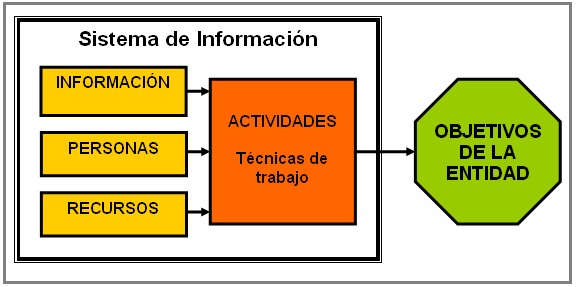 Sistema de Información
INFORMACIÓN
PERSONAS
RECURSOS
ACTIVIDADES
Técnicas de
trabajo
OBJETIVOS
DE LA
ENTIDAD